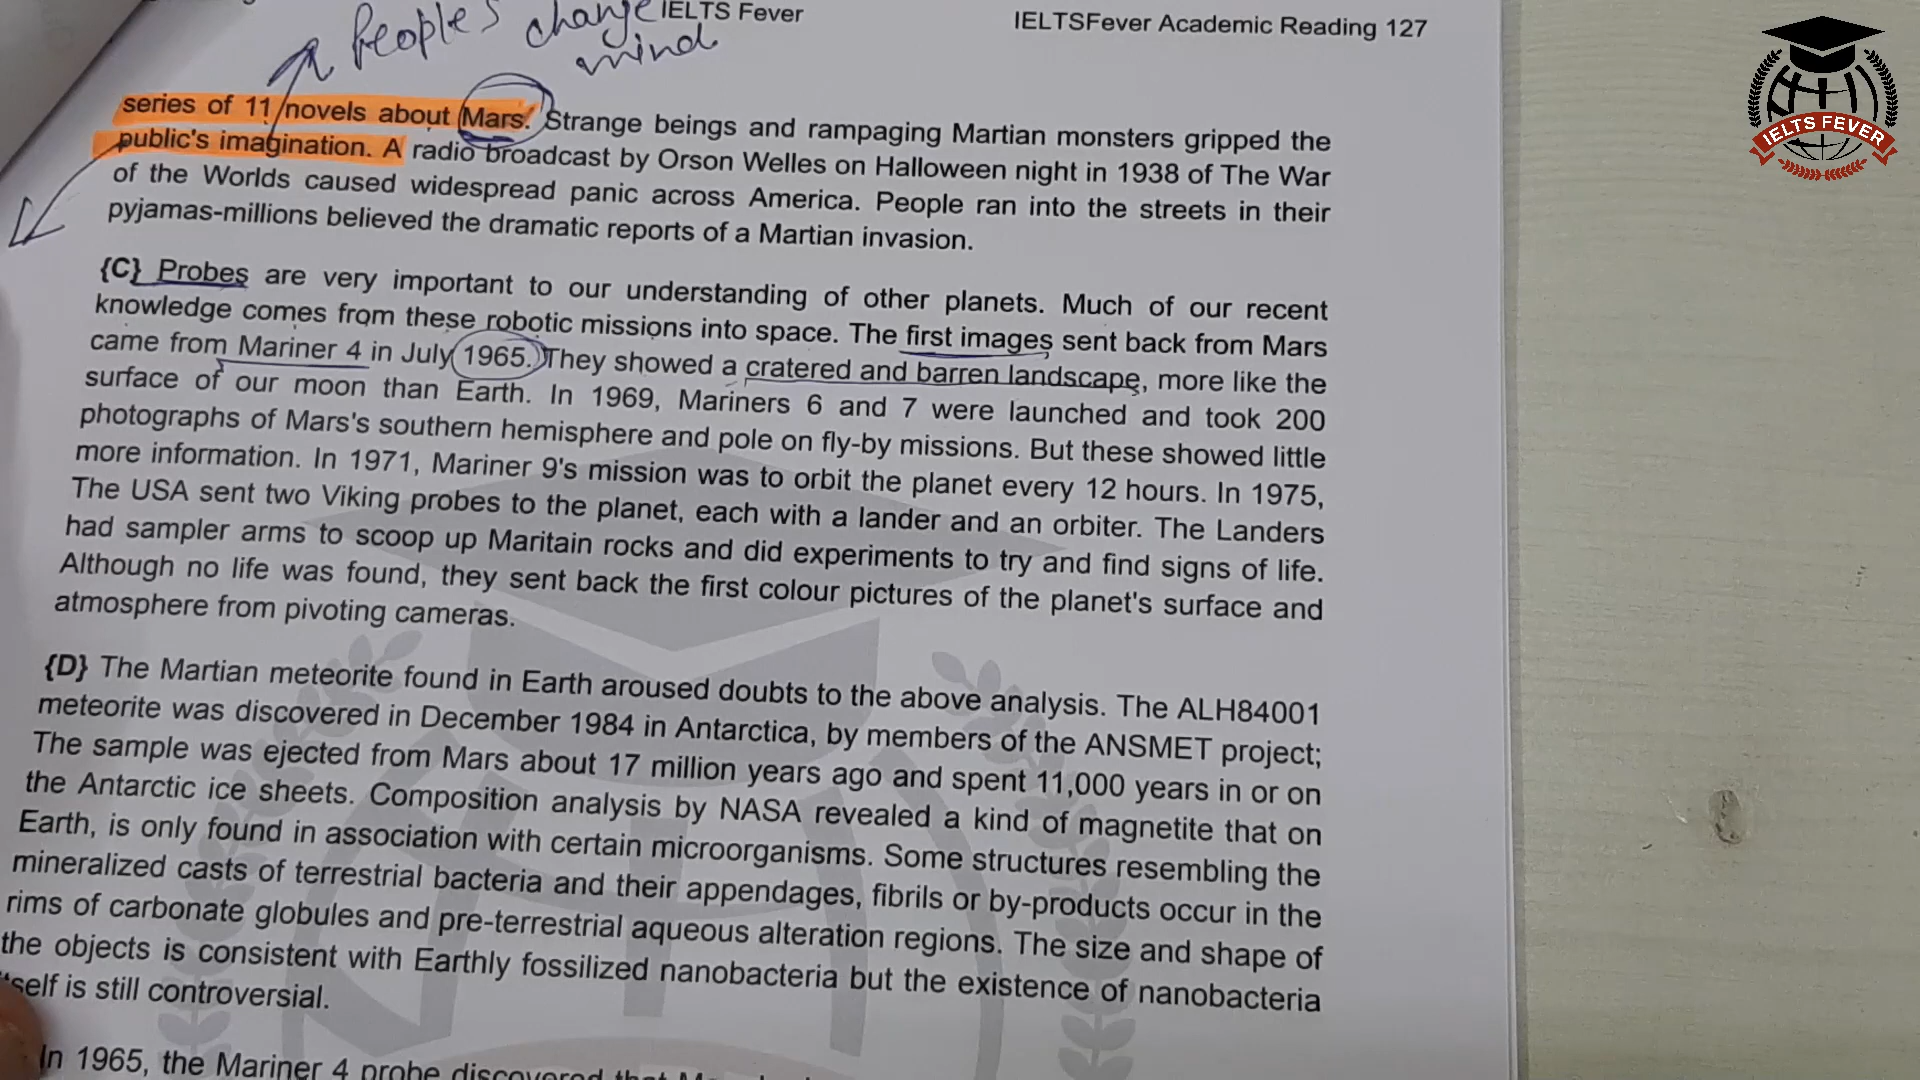 People's change
mind
IELTS Fever
IELTSFever Academic Reading 127
IELTS FEVER
series of 11 novels about Mars. Strange beings and rampaging Martian monsters gripped the
public's imagination. A radio broadcast by Orson Welles on Halloween night in 1938 of The War
of the Worlds caused widespread panic across America. People ran into the streets in their
pyjamas-millions believed the dramatic reports of a Martian invasion.
{C} Probes are very important to our understanding of other planets. Much of our recent
knowledge comes from these robotic missions into space. The first images sent back from Mars
came from Mariner 4 in July 1965. They showed a cratered and barren landscape, more like the
surface of our moon than Earth. In 1969, Mariners 6 and 7 were launched and took 200
photographs of Mars's southern hemisphere and pole on fly-by missions. But these showed little
more information. In 1971, Mariner 9's mission was to orbit the planet every 12 hours. In 1975,
The USA sent two Viking probes to the planet, each with a lander and an orbiter. The Landers
had sampler arms to scoop up Maritain rocks and did experiments to try and find signs of life.
Although no life was found, they sent back the first colour pictures of the planet's surface and
atmosphere from pivoting cameras.
{D} The Martian meteorite found in Earth aroused doubts to the above analysis. The ALH84001
meteorite was discovered in December 1984 in Antarctica, by members of the ANSMET project;
The sample was ejected from Mars about 17 million years ago and spent 11,000 years in or on
the Antarctic ice sheets. Composition analysis by NASA revealed a kind of magnetite that on
Earth, is only found in association with certain microorganisms. Some structures resembling the
mineralized casts of terrestrial bacteria and their appendages, fibrils or by-products occur in the
rims of carbonate globules and pre-terrestrial aqueous alteration regions. The size and shape of
the objects is consistent with Earthly fossilized nanobacteria but the existence of nanobacteria
itself is still controversial.
In 1965, the Mariner 4 probe discovered that